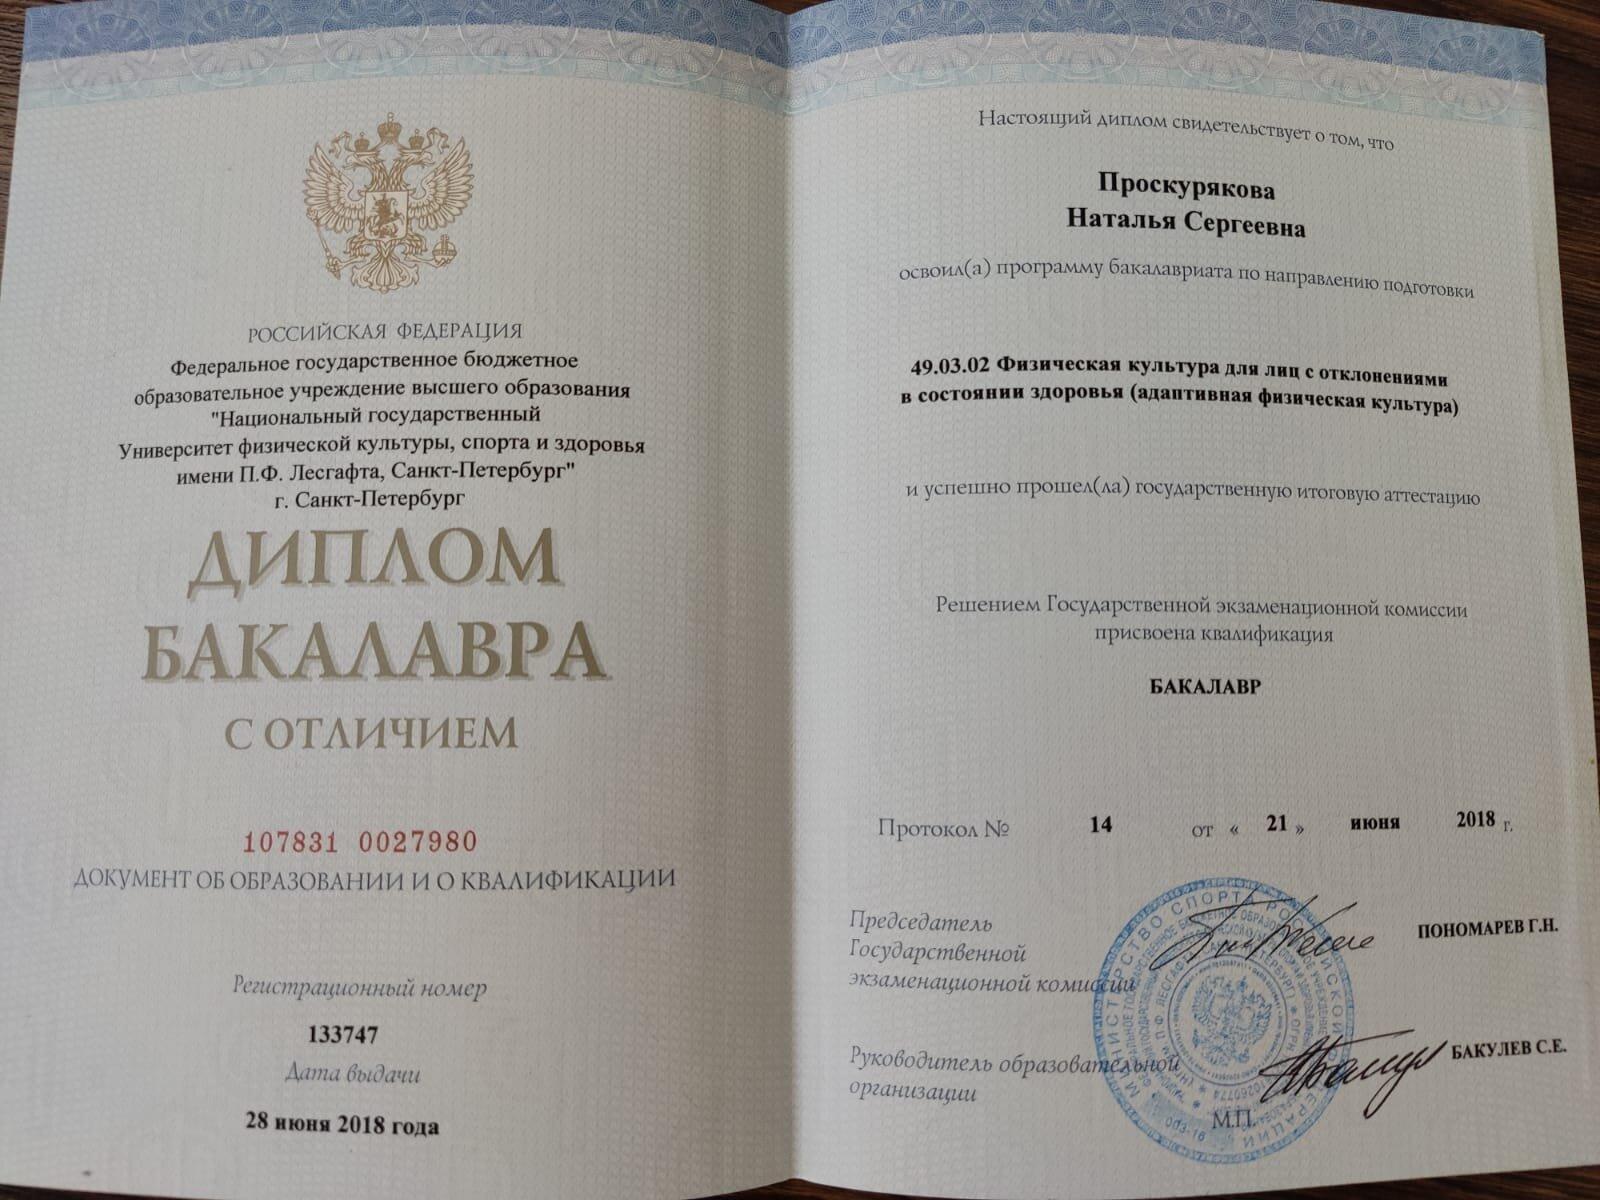 РОССИЙСКАЯ ФЕДЕРАЦИЯ
Федеральное государственное бюджетное
образовательное учреждение высшего образования
"Национальный государственный
Университет физической культуры, спорта и здоровья
имени П.Ф. Лесгафта, Санкт-Петербург"
г. Санкт-Петербург
ДИПЛОМ
БАКАЛАВРА
С ОТЛИЧИЕМ
107831 0027980
ДОКУМЕНТ ОБ ОБРАЗОВАНИИ И О КВАЛИФИКАЦИИ
Регистрационный номер
133747
Дата выдачи
28 июня 2018 года
Настоящий диплом свидетельствует о том, что
Проскурякова
Наталья Сергеевна
освоил(а) программу бакалавриата по направлению подготовки
49.03.02 Физическая культура для лиц с отклонениями
в состоянии здоровья (адаптивная физическая культура)
и успешно прошел(ла) государственную итоговую аттестацию
Решением Государственной экзаменационной комиссии
присвоена квалификация
БАКАЛАВР
Протокол № 14 от « 21 » июня 2018 г.
Председатель
Государственной
экзаменационной комиссии
ПОНОМАРЕВ Г.Н.
Руководитель образовательной
организации
БАКУЛЕВ С.Е.
М.П.
МИНИСТЕРСТВО СПОРТА РОССИЙСКОЙ ФЕДЕРАЦИИ